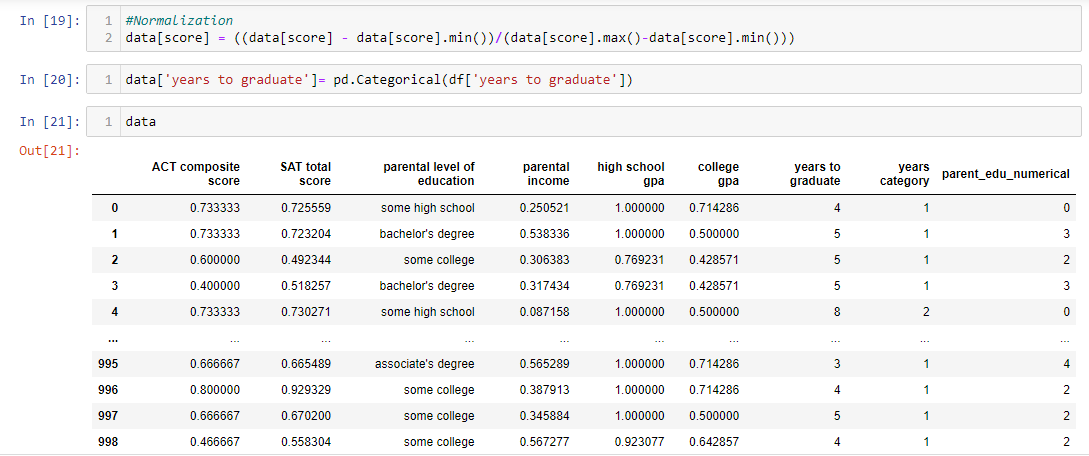 In [19]: 1 #Normalization
2 data[score] = ((data[score] - data[score].min())/(data[score].max()-data[score].min()))
In [20]: 1 data['years to graduate']= pd.Categorical(df['years to graduate'])
In [21]: 1 data
Out[21]:
ACT composite SAT total parental level of parental high school college years to years parent_edu_numerical
score score education income gpa gpa graduate category
0 0.733333 0.725559 some high school 0.250521 1.000000 0.714286 4 1 0
1 0.733333 0.723204 bachelor's degree 0.538336 1.000000 0.500000 5 1 3
2 0.600000 0.492344 some college 0.306383 0.769231 0.428571 5 1 2
3 0.400000 0.518257 bachelor's degree 0.317434 0.769231 0.428571 5 1 3
4 0.733333 0.730271 some high school 0.087158 1.000000 0.500000 8 2 0
... ... ... ... ... ... ... ... ... ...
995 0.666667 0.665489 associate's degree 0.565289 1.000000 0.714286 3 1 4
996 0.800000 0.929329 some college 0.387913 1.000000 0.714286 4 1 2
997 0.666667 0.670200 some college 0.345884 1.000000 0.500000 5 1 2
998 0.466667 0.558304 some college 0.567277 0.923077 0.642857 4 1 2